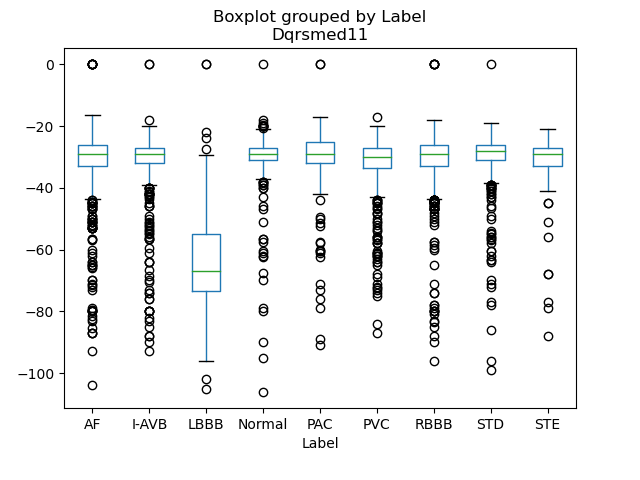 Boxplot grouped by Label
Dqrsmed11
0
−20
−40
−60
−80
−100
AF I-AVB LBBB Normal PAC PVC RBBB STD STE
Label